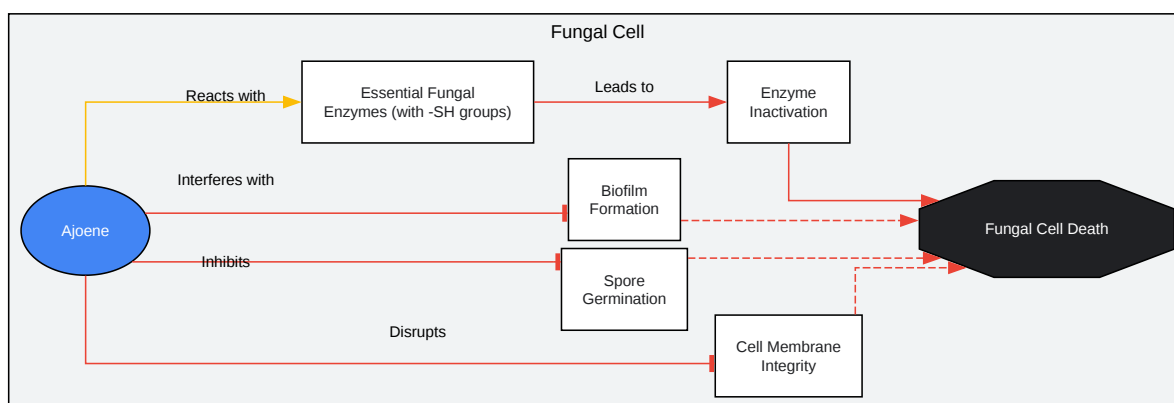 Fungal Cell
Reacts with
Essential Fungal
Enzymes (with -SH groups)
Leads to
Enzyme
Inactivation
Interferes with
Biofilm
Formation
Ajoene
Fungal Cell Death
Inhibits
Spore
Germination
Disrupts
Cell Membrane
Integrity